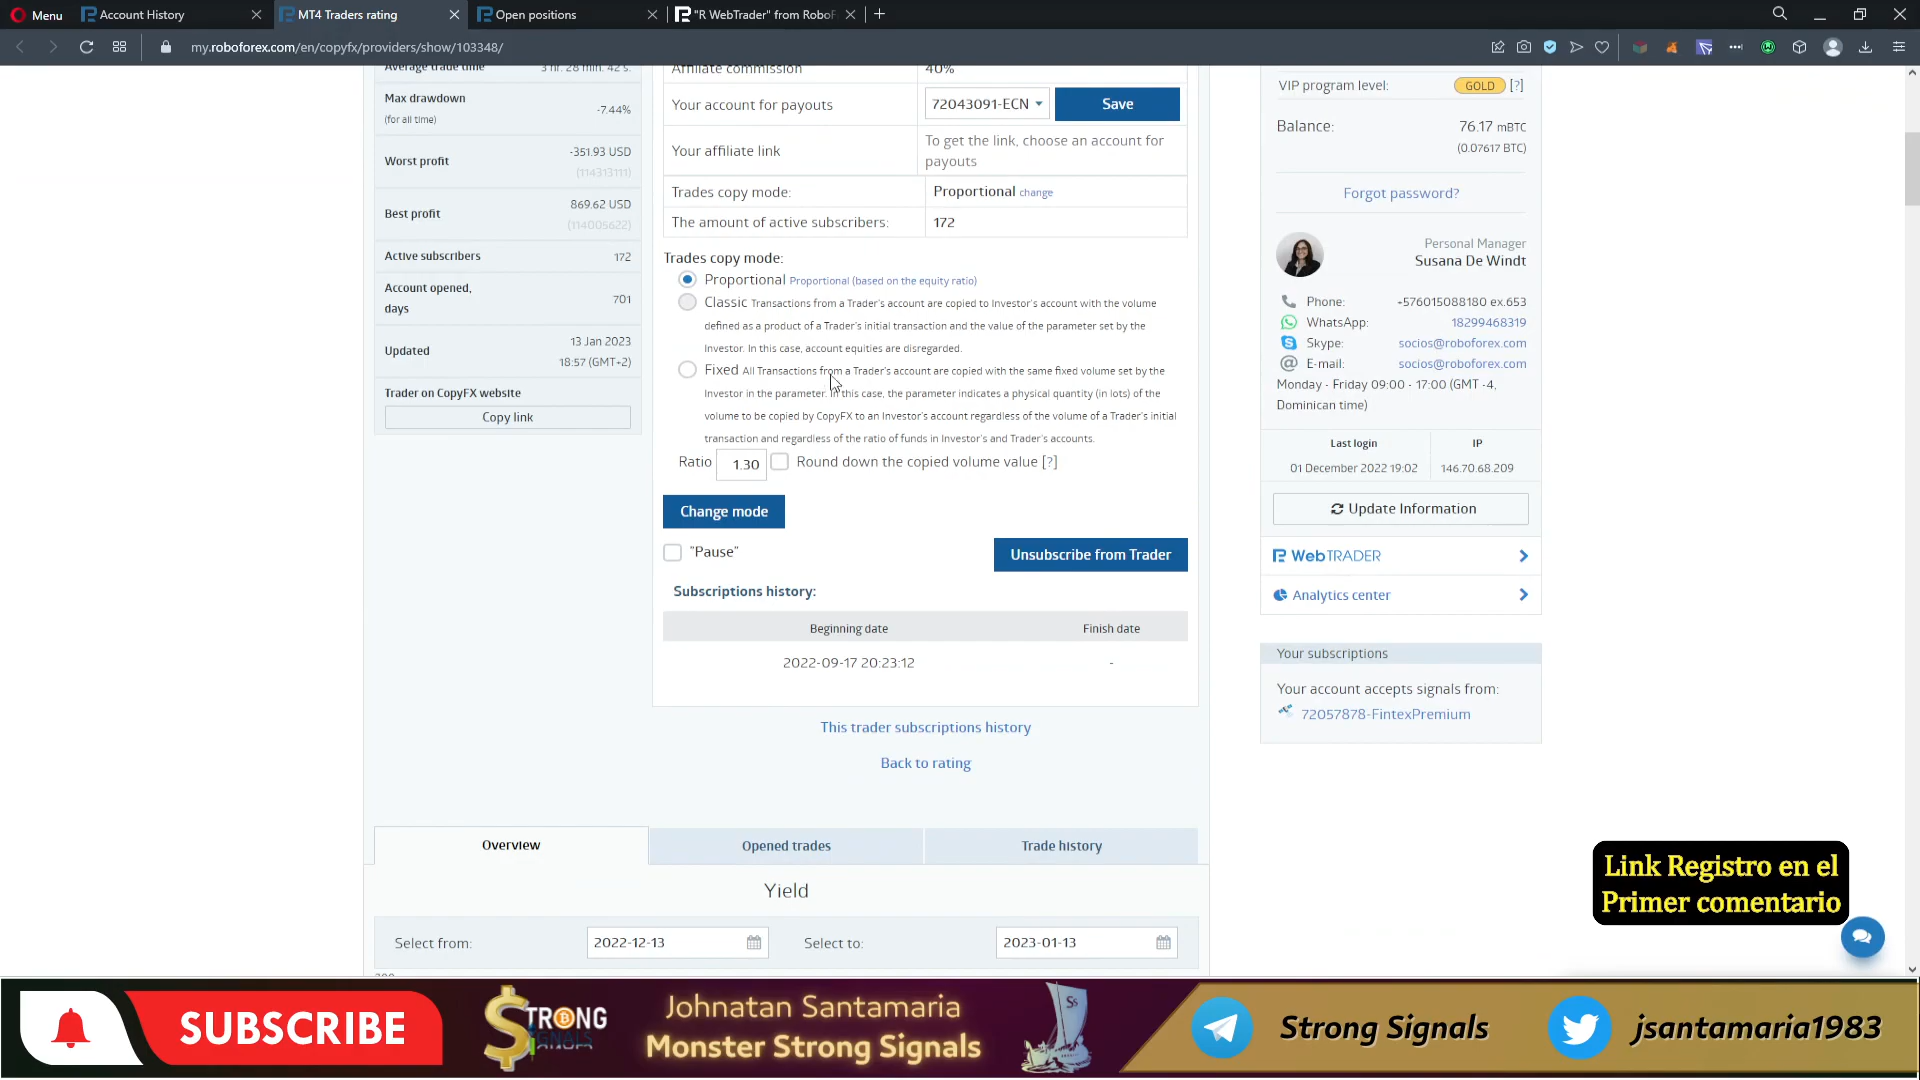 Menu
Account History
MT4 Traders rating
Open positions
"R WebTrader" from RoboF
my.roboforex.com/en/copyfx/providers/show/103348/
Average trade time
3 hr. 28 min. 42 s.
Max drawdown
(for all time)
-7.44%
Worst profit
-351.93 USD
(114313111)
Best profit
869.62 USD
(114005622)
Active subscribers
172
Account opened,
days
701
Updated
13 Jan 2023
18:57 (GMT+2)
Trader on CopyFX website
Copy link
Affiliate commission
40%
Your account for payouts
72043091-ECN
Save
Your affiliate link
To get the link, choose an account for
payouts
Trades copy mode:
Proportional change
The amount of active subscribers:
172
Trades copy mode:
Proportional Proportional (based on the equity ratio)
Classic Transactions from a Trader's account are copied to Investor's account with the volume
defined as a product of a Trader's initial transaction and the value of the parameter set by the
Investor. In this case, account equities are disregarded.
Fixed All Transactions from a Trader's account are copied with the same fixed volume set by the
Investor in the parameter. In this case, the parameter indicates a physical quantity (in lots) of the
volume to be copied by CopyFX to an Investor's account regardless of the volume of a Trader's initial
transaction and regardless of the ratio of funds in Investor's and Trader's accounts.
Ratio 1.30 Round down the copied volume value [?]
Change mode
"Pause"
Unsubscribe from Trader
Subscriptions history:
Beginning date
Finish date
2022-09-17 20:23:12
-
This trader subscriptions history
Back to rating
Overview
Opened trades
Trade history
Yield
Select from:
2022-12-13
Select to:
2023-01-13
VIP program level:
GOLD [?]
Balance:
76.17 mBTC
(0.07617 BTC)
Forgot password?
Personal Manager
Susana De Windt
Phone:
+576015088180 ex.653
WhatsApp:
18299468319
Skype:
socios@roboforex.com
E-mail:
socios@roboforex.com
Monday - Friday 09:00 - 17:00 (GMT -4,
Dominican time)
Last login
IP
01 December 2022 19:02
146.70.68.209
Update Information
WebTRADER
Analytics center
Your subscriptions
Your account accepts signals from:
72057878-FintexPremium
Link Registro en el
Primer comentario
SUBSCRIBE
STRONG
SIGNALS
Johnatan Santamaria
Monster Strong Signals
Ss
Strong Signals
jsantamaria1983